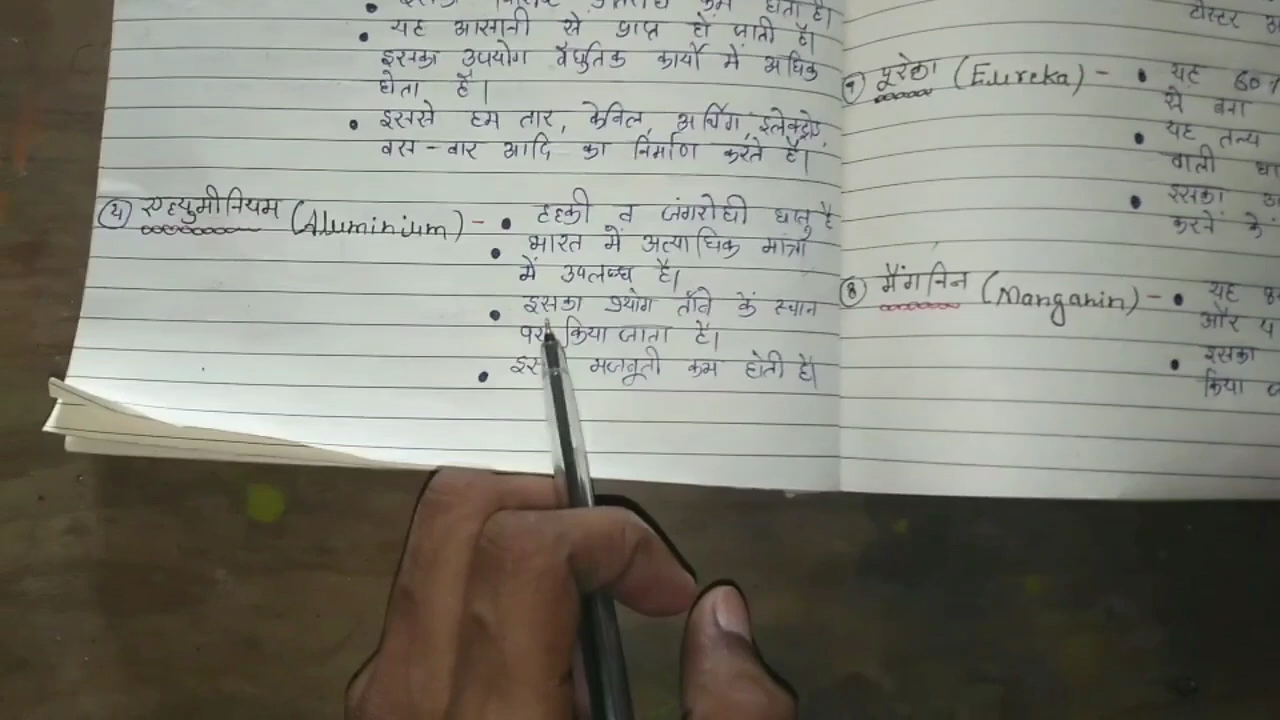 कम होता है।
• यह आसानी से प्राप्त हो जाती है।
इसका उपयोग वैधुतिक कार्यो में अधिक
होता है।
• इससे हम तार, केबिल, अर्थिंग, इलेक्ट्रोड,
बस-बार आदि का निर्माण करते है।
एल्युमीनियम (Aluminium) - • हल्की व जंगरोधी धातु है
• भारत में अत्याधिक मात्रा
में उपलब्ध है।
• इसका प्रयोग ताँबे के स्थान
पर किया जाता है।
• मजबूती कम होती है।
टोस्टर
यूरेका (Eureka) - • यह 60
से बना
• यह तन्य
वाली
• इसका
करने के
⑧ मैंगनिन (Manganin) - • यह
और
• इसका
किया